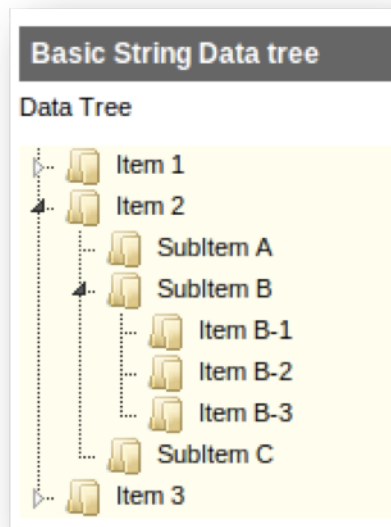 Basic String Data tree
Data Tree
Item 1
Item 2
SubItem A
SubItem B
Item B-1
Item B-2
Item B-3
SubItem C
Item 3